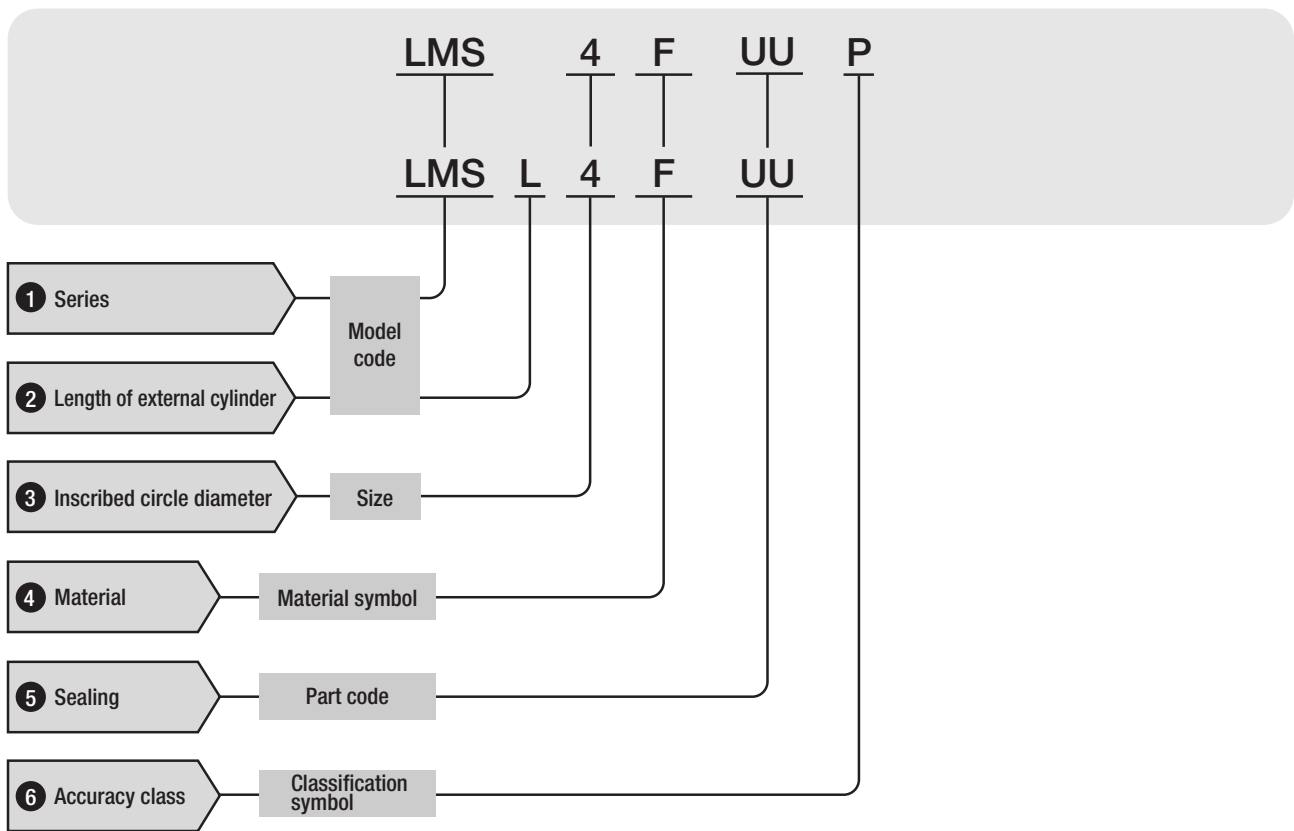 LMS 4 F UU P
LMS L 4 F UU
1 Series
Model
code
2 Length of external cylinder
3 Inscribed circle diameter
Size
4 Material
Material symbol
5 Sealing
Part code
6 Accuracy class
Classification
symbol